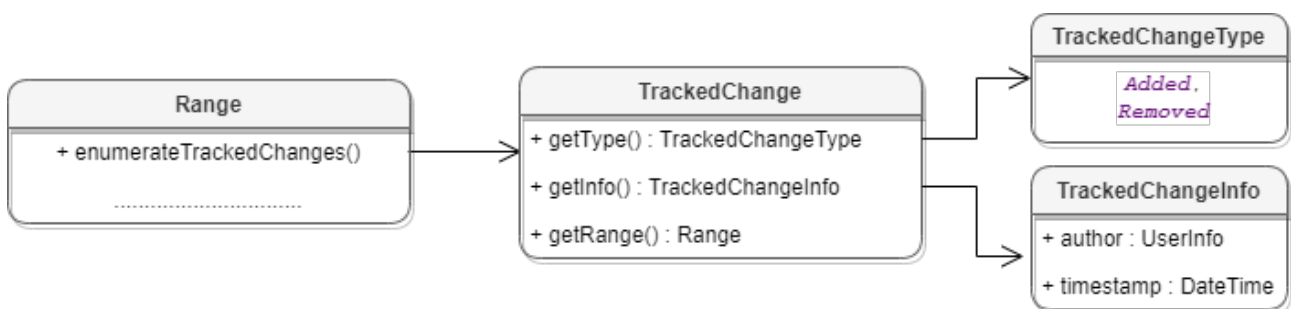 Range
+ enumerateTrackedChanges()
................................
TrackedChange
+ getType() : TrackedChangeType
+ getInfo() : TrackedChangeInfo
+ getRange() : Range
TrackedChangeType
Added,
Removed
TrackedChangeInfo
+ author : UserInfo
+ timestamp : DateTime